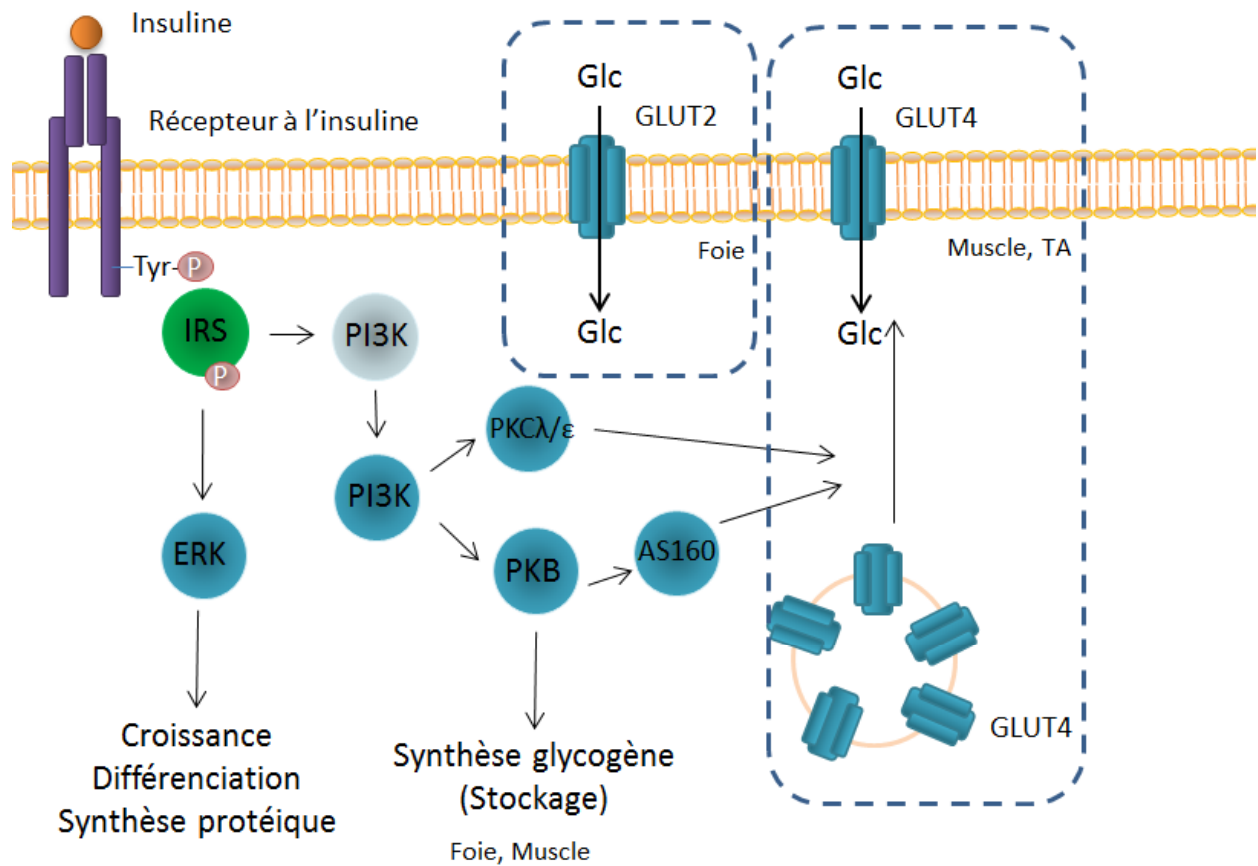 Insuline
Récepteur à l'insuline
Glc
GLUT2
Foie
Glc
Glc
GLUT4
Muscle, TA
Glc
Tyr
P
IRS
P
PI3K
PI3K
PKCλ/ε
PKB
AS160
ERK
GLUT4
Croissance
Différenciation
Synthèse protéique
Synthèse glycogène
(Stockage)
Foie, Muscle